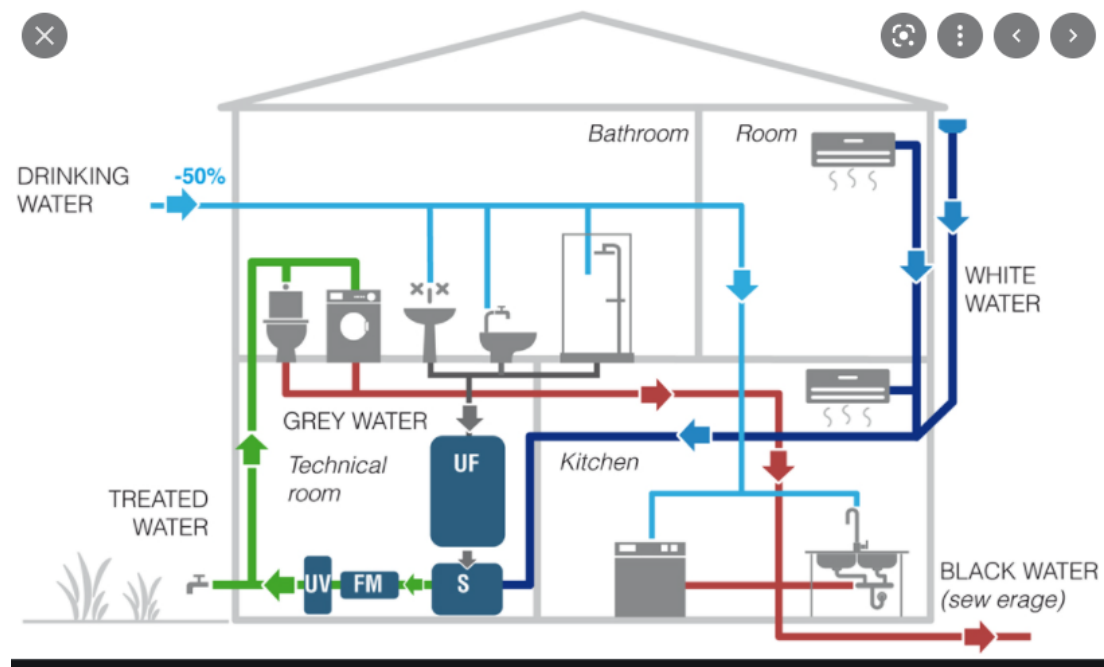 Bathroom
Room
DRINKING
WATER
-50%
WHITE
WATER
GREY WATER
Technical
room
UF
Kitchen
TREATED
WATER
UV
FM
S
BLACK WATER
(sew erage)